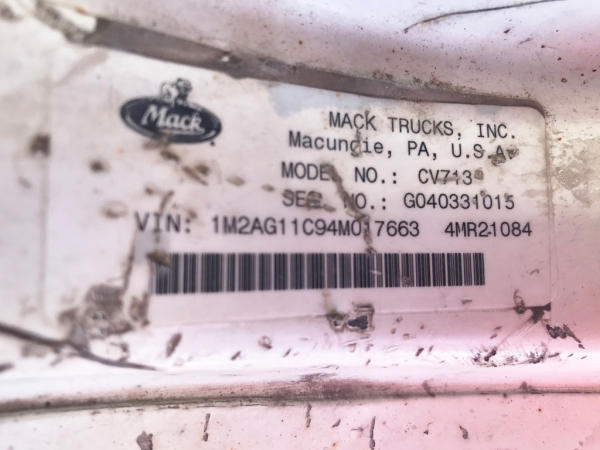 Mack
MACK TRUCKS, INC.
Macungie, PA, U.S.A.
MODEL NO.: CV713
SER. NO.: G040331015
VIN: 1M2AG11C94M017663 4MR21084